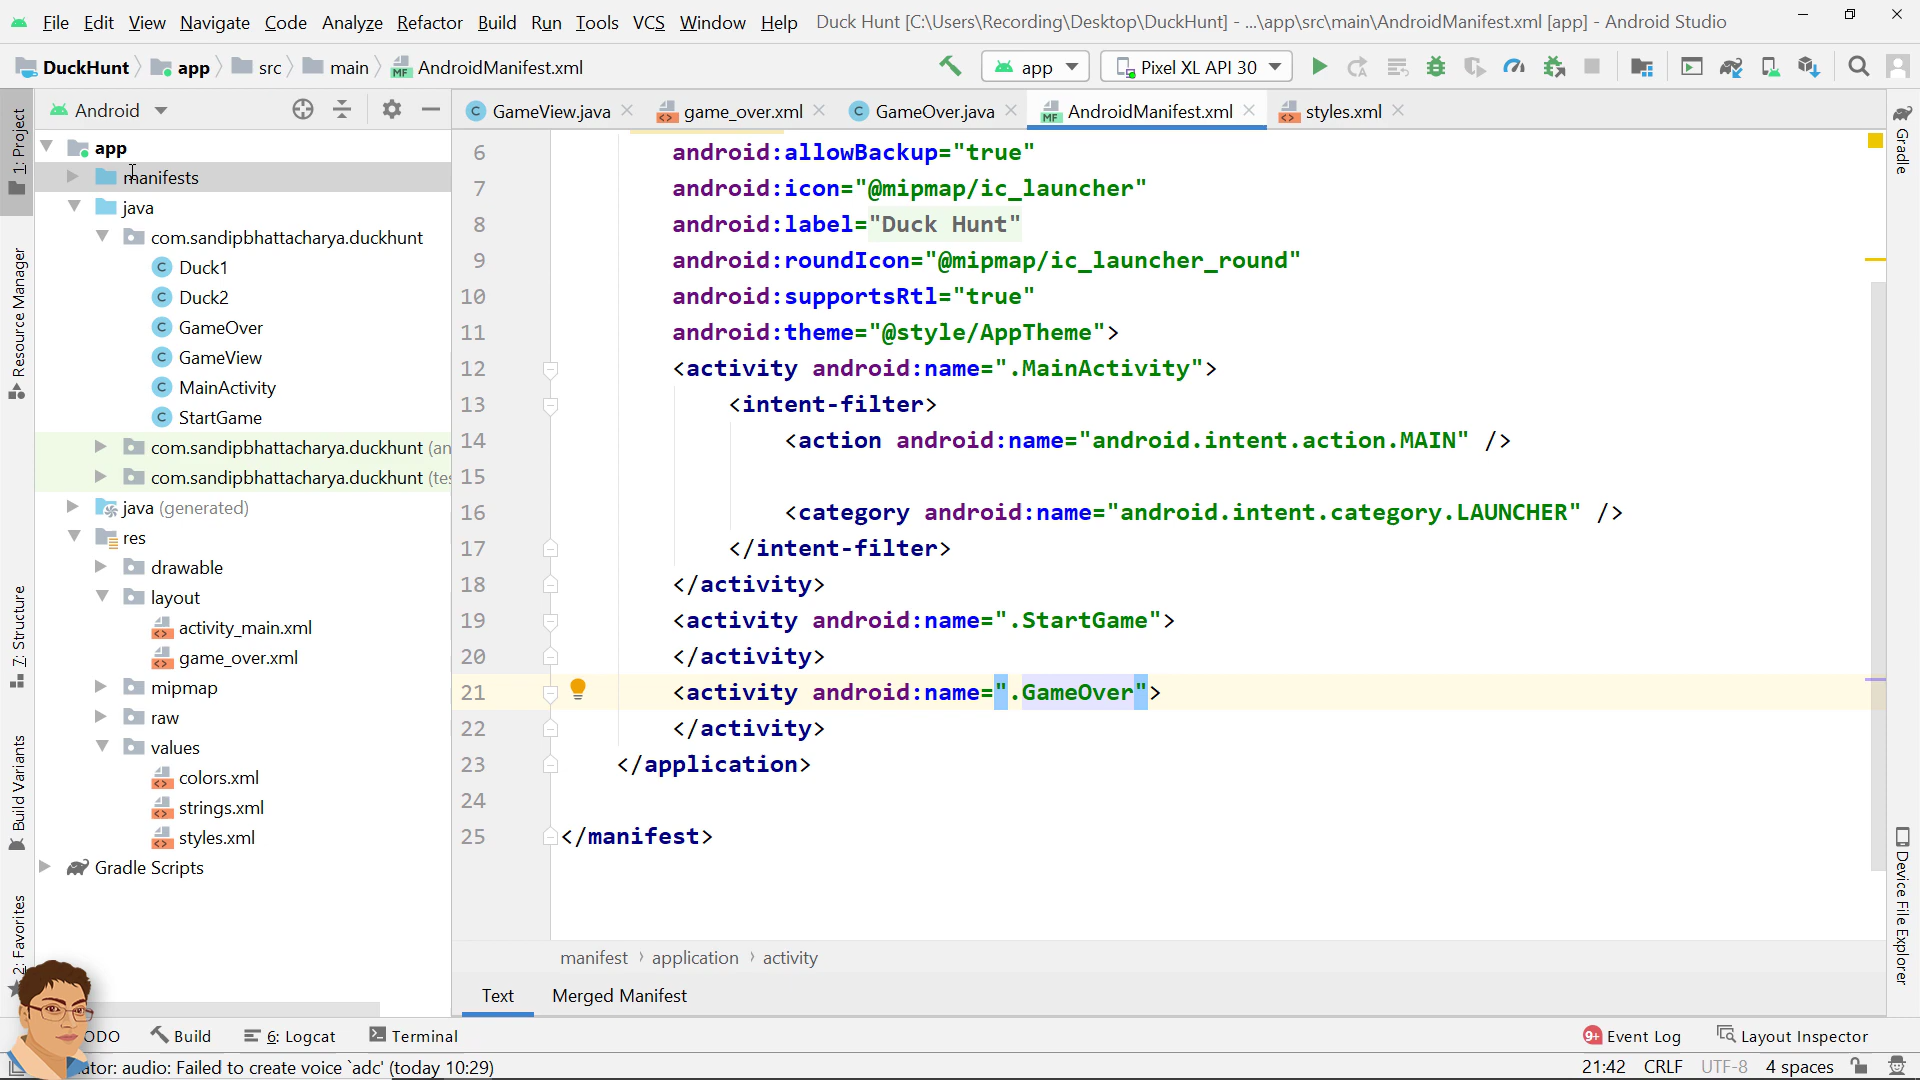 File Edit View Navigate Code Analyze Refactor Build Run Tools VCS Window Help Duck Hunt [C:\Users\Recording\Desktop\DuckHunt] - ...\app\src\main\AndroidManifest.xml [app] - Android Studio
DuckHunt app src main AndroidManifest.xml app Pixel XL API 30
Android GameView.java game_over.xml GameOver.java AndroidManifest.xml styles.xml
1: Project
Resource Manager
7: Structure
Build Variants
2: Favorites
app
manifests
java
com.sandipbhattacharya.duckhunt
Duck1
Duck2
GameOver
GameView
MainActivity
StartGame
com.sandipbhattacharya.duckhunt (an
com.sandipbhattacharya.duckhunt (tes
java (generated)
res
drawable
layout
activity_main.xml
game_over.xml
mipmap
raw
values
colors.xml
strings.xml
styles.xml
Gradle Scripts
6 android:allowBackup="true"
7 android:icon="@mipmap/ic_launcher"
8 android:label="Duck Hunt"
9 android:roundIcon="@mipmap/ic_launcher_round"
10 android:supportsRtl="true"
11 android:theme="@style/AppTheme">
12 <activity android:name=".MainActivity">
13 <intent-filter>
14 <action android:name="android.intent.action.MAIN" />
15
16 <category android:name="android.intent.category.LAUNCHER" />
17 </intent-filter>
18 </activity>
19 <activity android:name=".StartGame">
20 </activity>
21 <activity android:name=".GameOver">
22 </activity>
23 </application>
24
25 </manifest>
manifest › application › activity
Text Merged Manifest
Gradle
Device File Explorer
ODO Build 6: Logcat Terminal 9+ Event Log Layout Inspector
ator: audio: Failed to create voice `adc' (today 10:29) 21:42 CRLF UTF-8 4 spaces